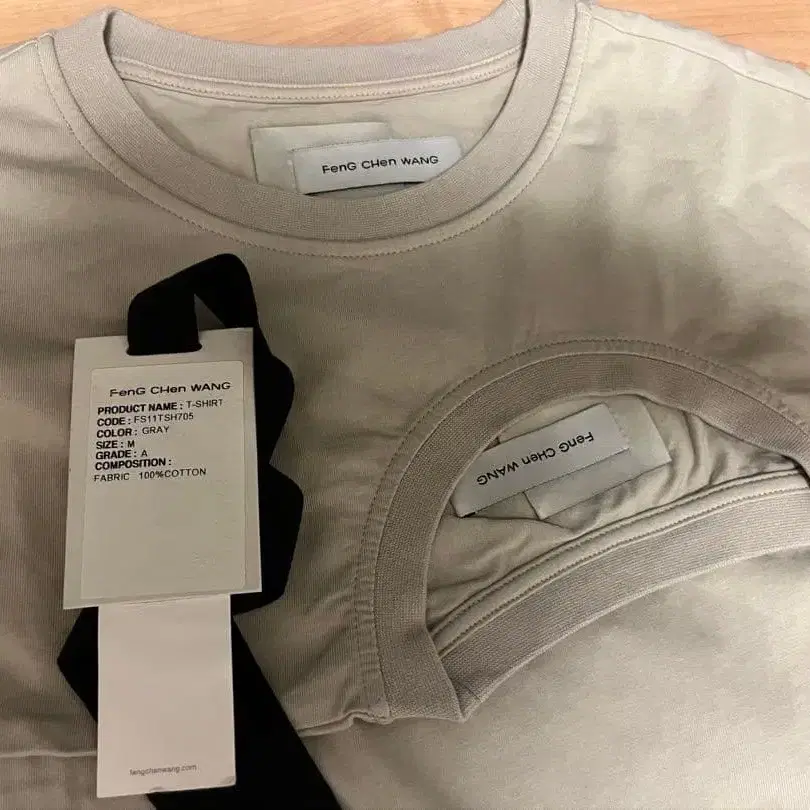 FenG CHen WANG
FenG CHen WANG
PRODUCT NAME : T-SHIRT
CODE : FS11TSH705
COLOR : GRAY
SIZE : M
GRADE : A
COMPOSITION :
FABRIC 100%COTTON
FenG CHen WANG
fengchenwang.com